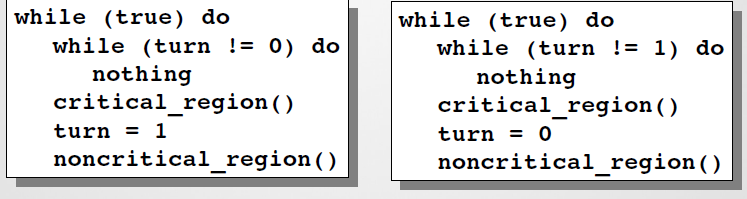 while (true) do
while (turn != 0) do
nothing
critical_region()
turn = 1
noncritical_region()
while (true) do
while (turn != 1) do
nothing
critical_region()
turn = 0
noncritical_region()